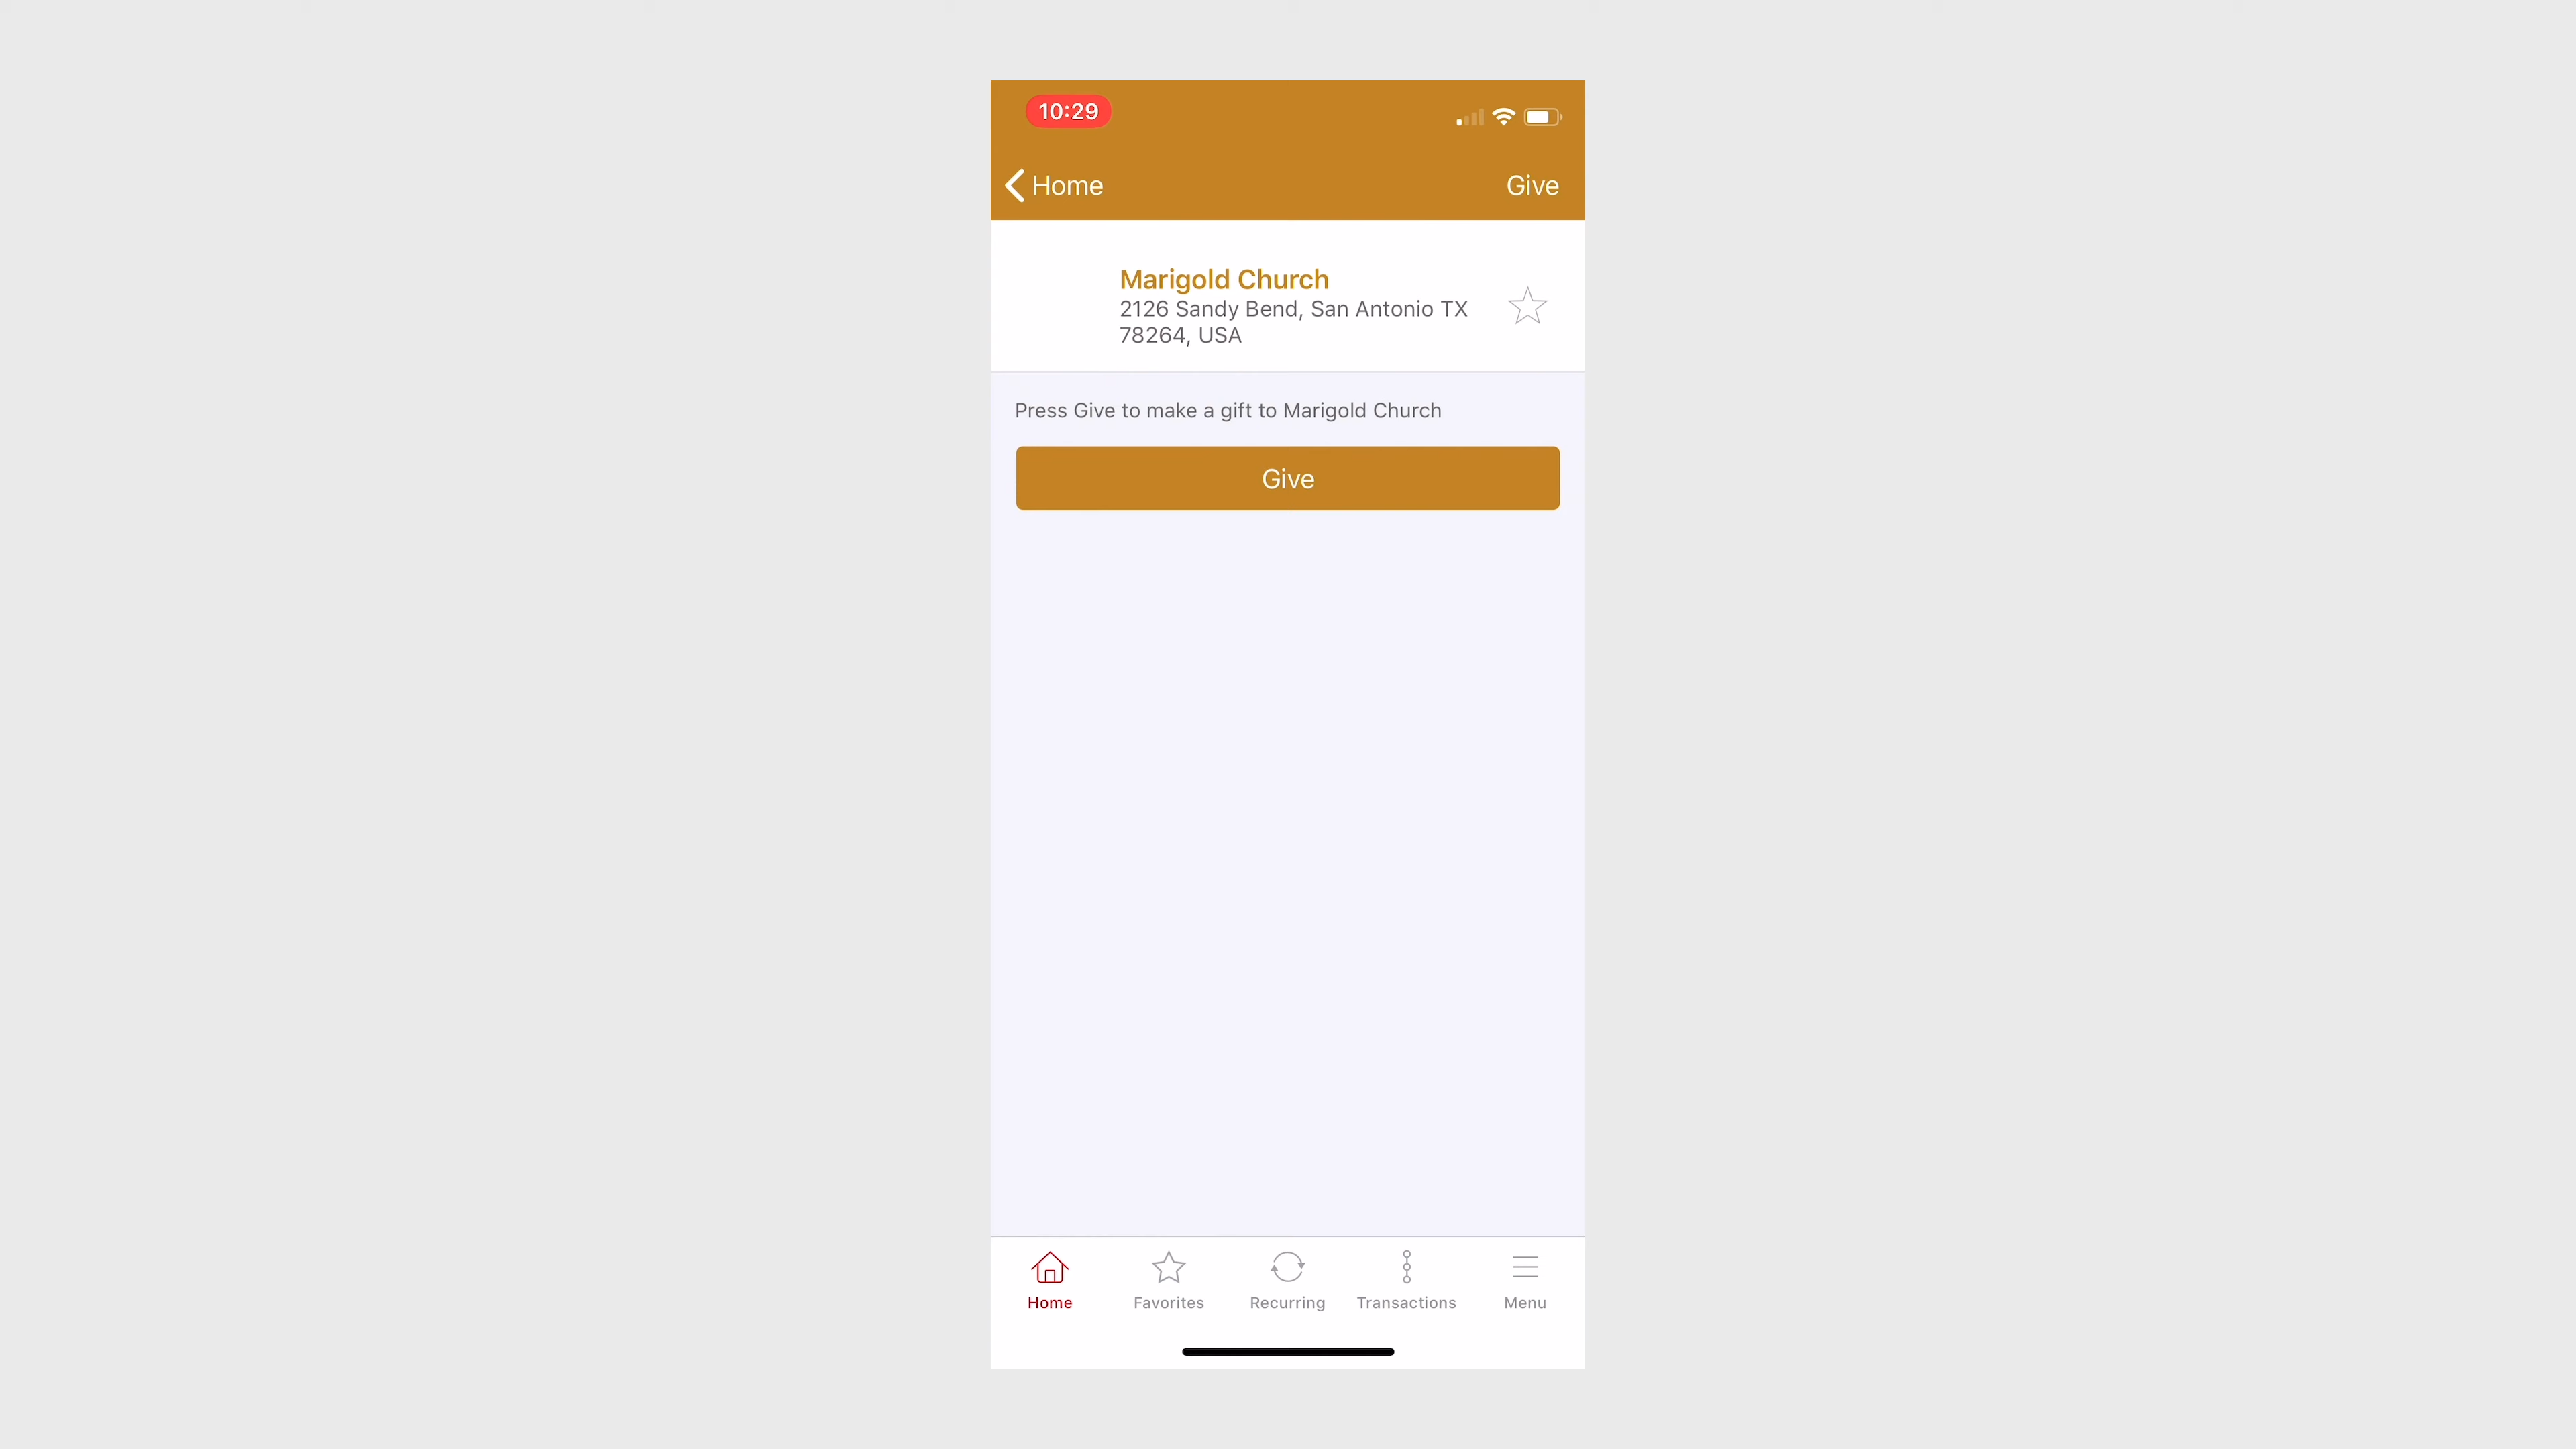 10:29
Home
Give
Marigold Church
2126 Sandy Bend, San Antonio TX
78264, USA
Press Give to make a gift to Marigold Church
Give
Home
Favorites
Recurring
Transactions
Menu